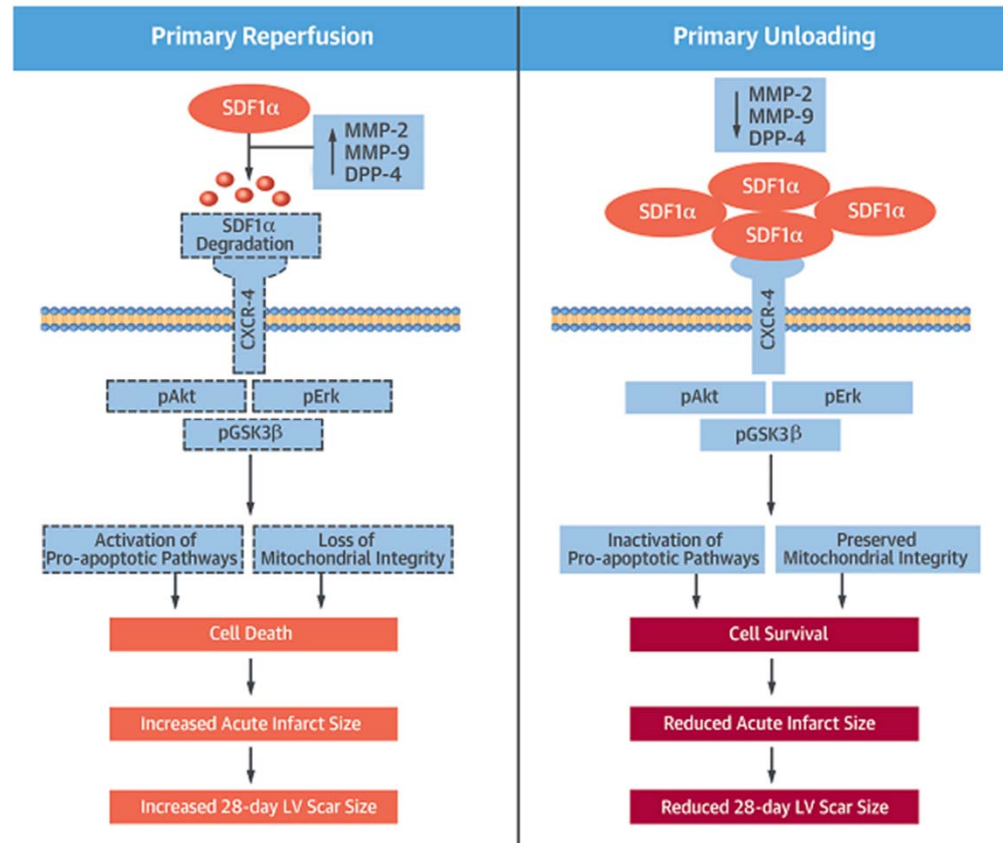 Primary Reperfusion
SDF1α
MMP-2
MMP-9
DPP-4
SDF1α
Degradation
CXCR-4
pAkt
pErk
pGSK3β
Activation of
Pro-apoptotic Pathways
Loss of
Mitochondrial Integrity
Cell Death
Increased Acute Infarct Size
Increased 28-day LV Scar Size
Primary Unloading
MMP-2
MMP-9
DPP-4
SDF1α
SDF1α
SDF1α
SDF1α
CXCR-4
pAkt
pErk
pGSK3β
Inactivation of
Pro-apoptotic Pathways
Preserved
Mitochondrial Integrity
Cell Survival
Reduced Acute Infarct Size
Reduced 28-day LV Scar Size